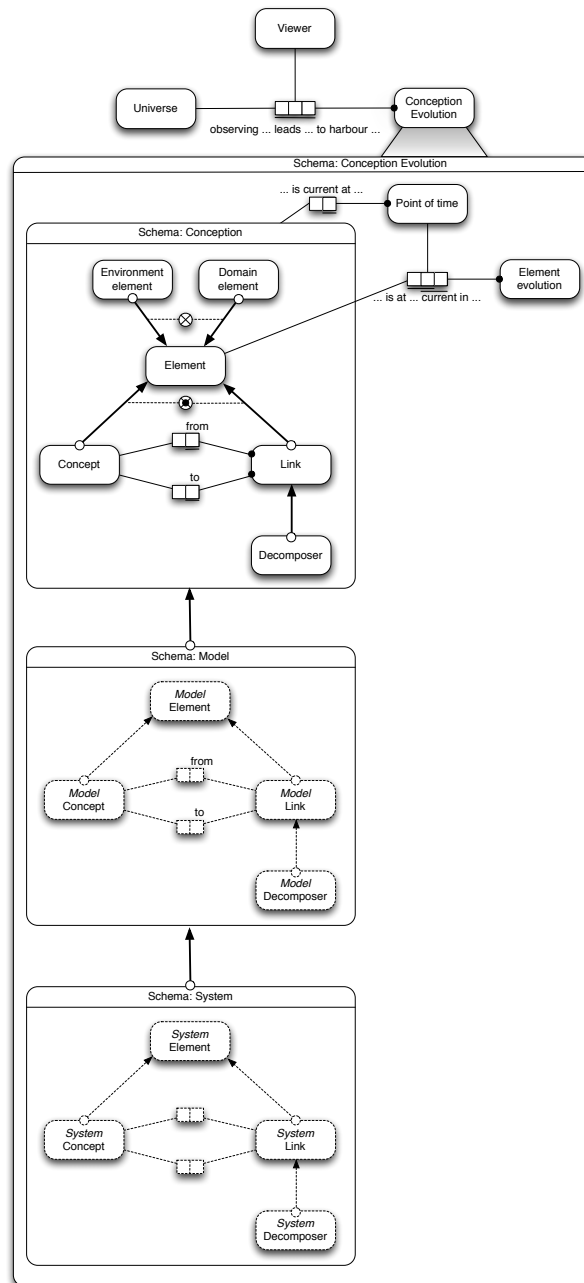 Viewer
Universe
Conception
Evolution
observing ... leads ... to harbour ...
Schema: Conception Evolution
... is current at ...
Point of time
Schema: Conception
Environment
element
Domain
element
Element
evolution
... is at ... current in ...
Element
from
Concept
Link
to
Decomposer
Schema: Model
Model
Element
from
Model
Concept
Model
Link
to
Model
Decomposer
Schema: System
System
Element
System
Concept
System
Link
System
Decomposer